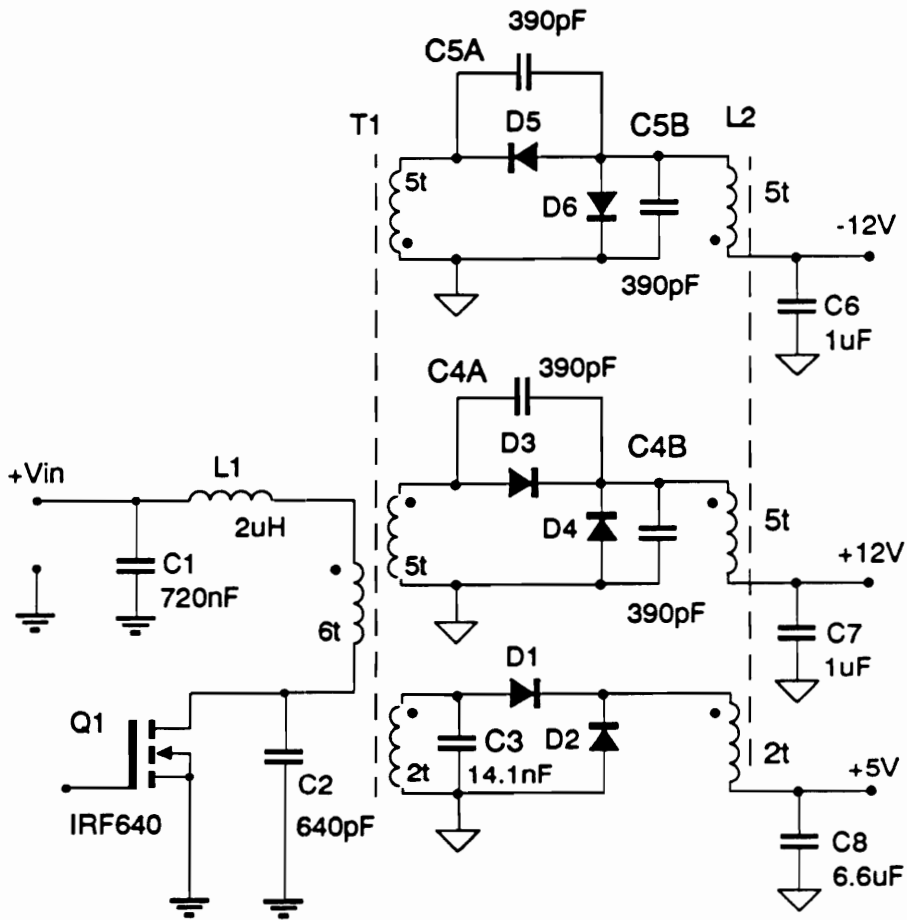 390pF
C5A
T1
D5
C5B
L2
5t
5t
D6
-12V
390pF
C6
1uF
C4A
390pF
D3
C4B
+Vin
L1
5t
D4
2uH
+12V
C1
5t
720nF
390pF
6t
C7
1uF
D1
Q1
C3
D2
C2
2t
14.1nF
2t
+5V
IRF640
640pF
C8
6.6uF